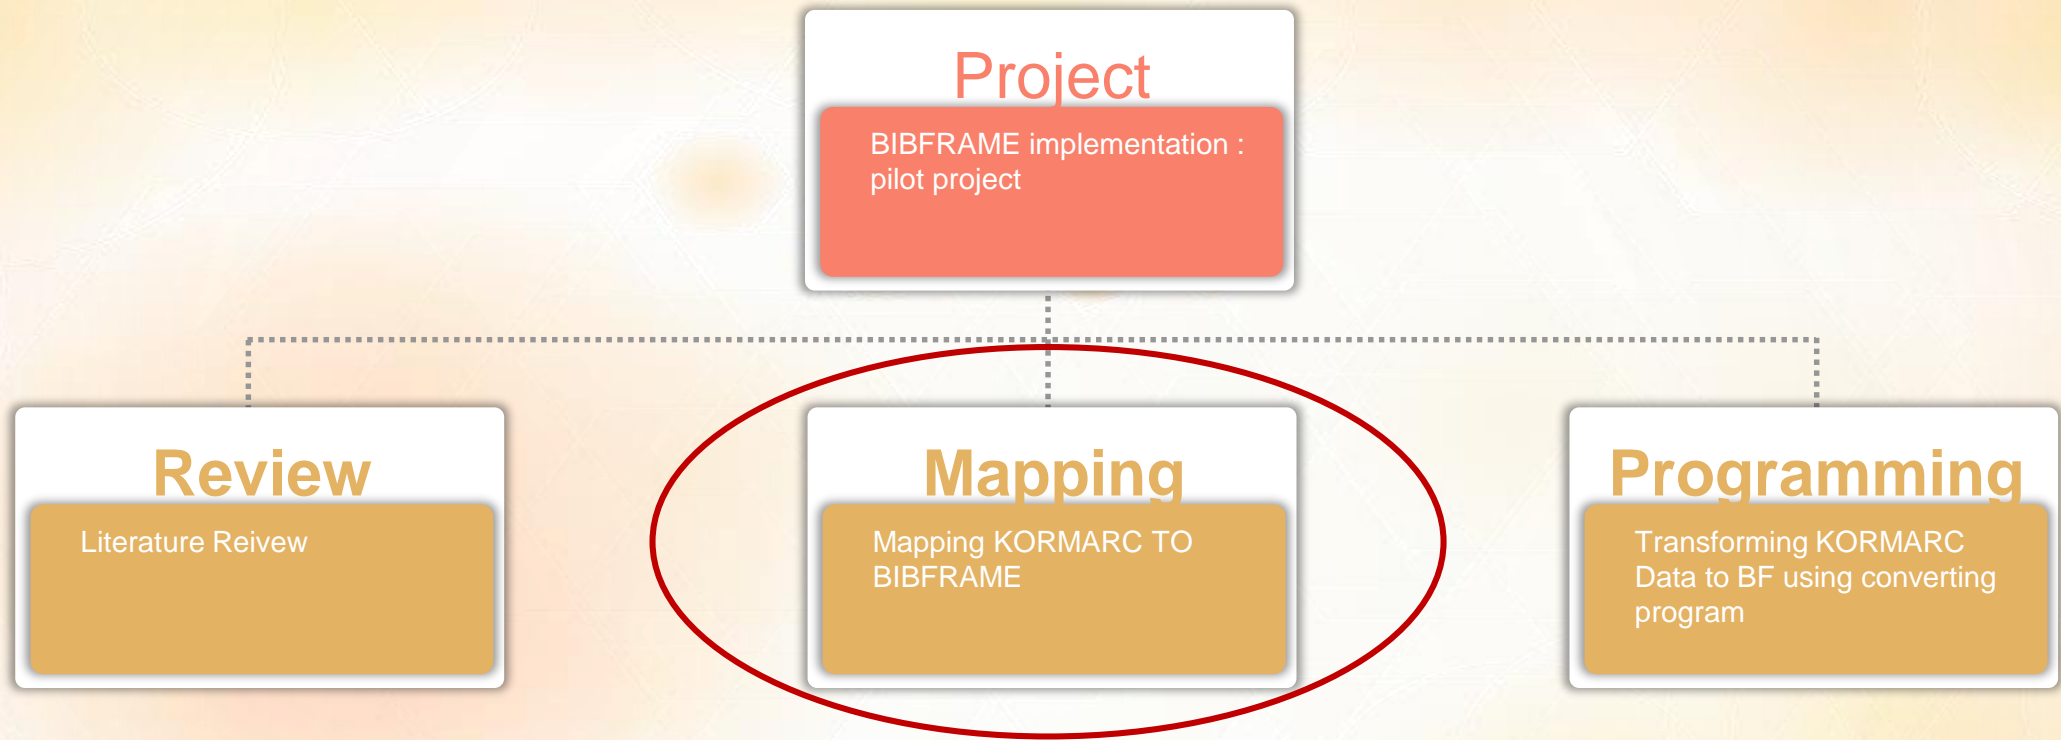 Project
BIBFRAME implementation :
pilot project
Review
Literature Reivew
Mapping
Mapping KORMARC TO
BIBFRAME
Programming
Transforming KORMARC
Data to BF using converting
program